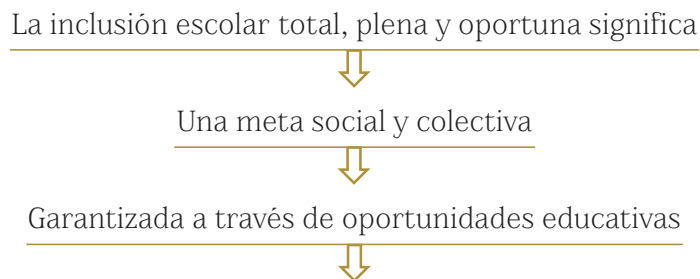 La inclusión escolar total, plena y oportuna significa
Una meta social y colectiva
Garantizada a través de oportunidades educativas